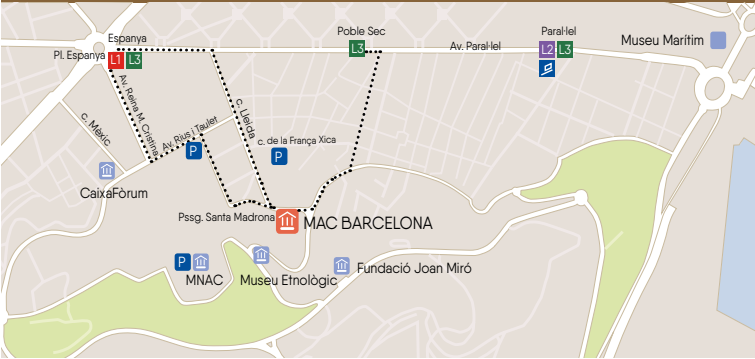 Espanya
Poble Sec
Paral·lel
Pl. Espanya
L1 L3
L3
Av. Paral·lel
L2 L3
Museu Marítim
Av. Reina M. Cristina
c. Mèxic
Av. Rius i Taulet
c. Lleida
c. de la França Xica
P
P
CaixaFòrum
Pssg. Santa Madrona
MAC BARCELONA
P
MNAC
Museu Etnològic
Fundació Joan Miró